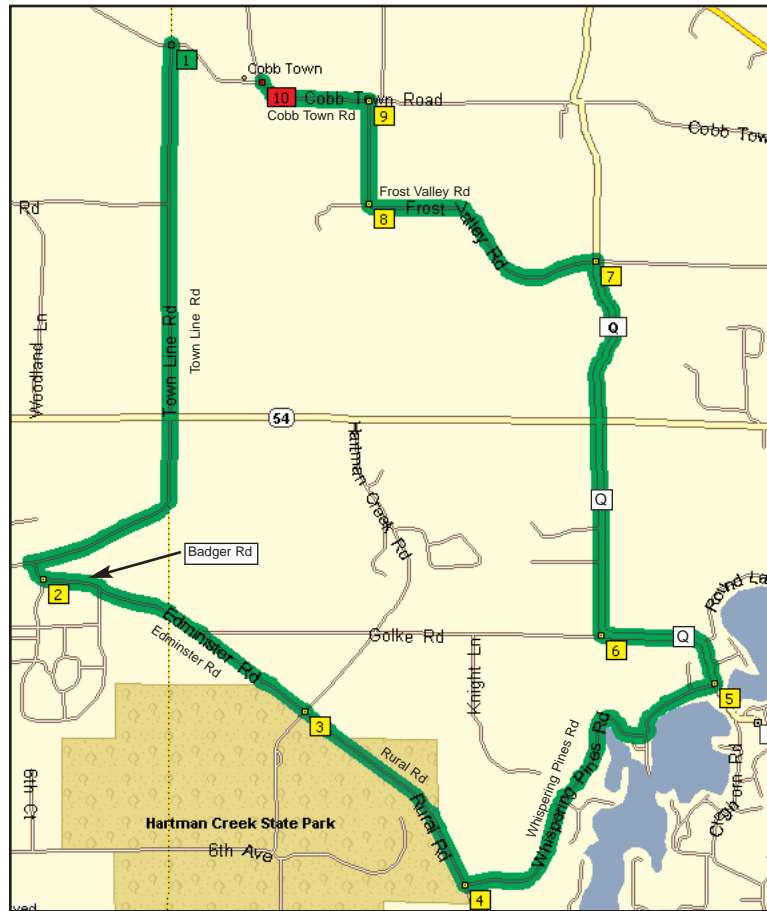 1
Cobb Town
10
Cobb Town Road
Cobb Town Rd
9
Cobb Tow
Rd
Frost Valley Rd
8
Frost Valley Rd
7
Woodland Ln
Town Line Rd
Town Line Rd
Q
54
Hartman Creek Rd
Q
Badger Rd
2
Round La
Edminster Rd
Edminster Rd
Golke Rd
6
Q
Knight Ln
5
3
Whispering Pines Rd
Whispering Pines Rd
Rural Rd
Rural Rd
6th Ct
Hartman Creek State Park
6th Ave
4